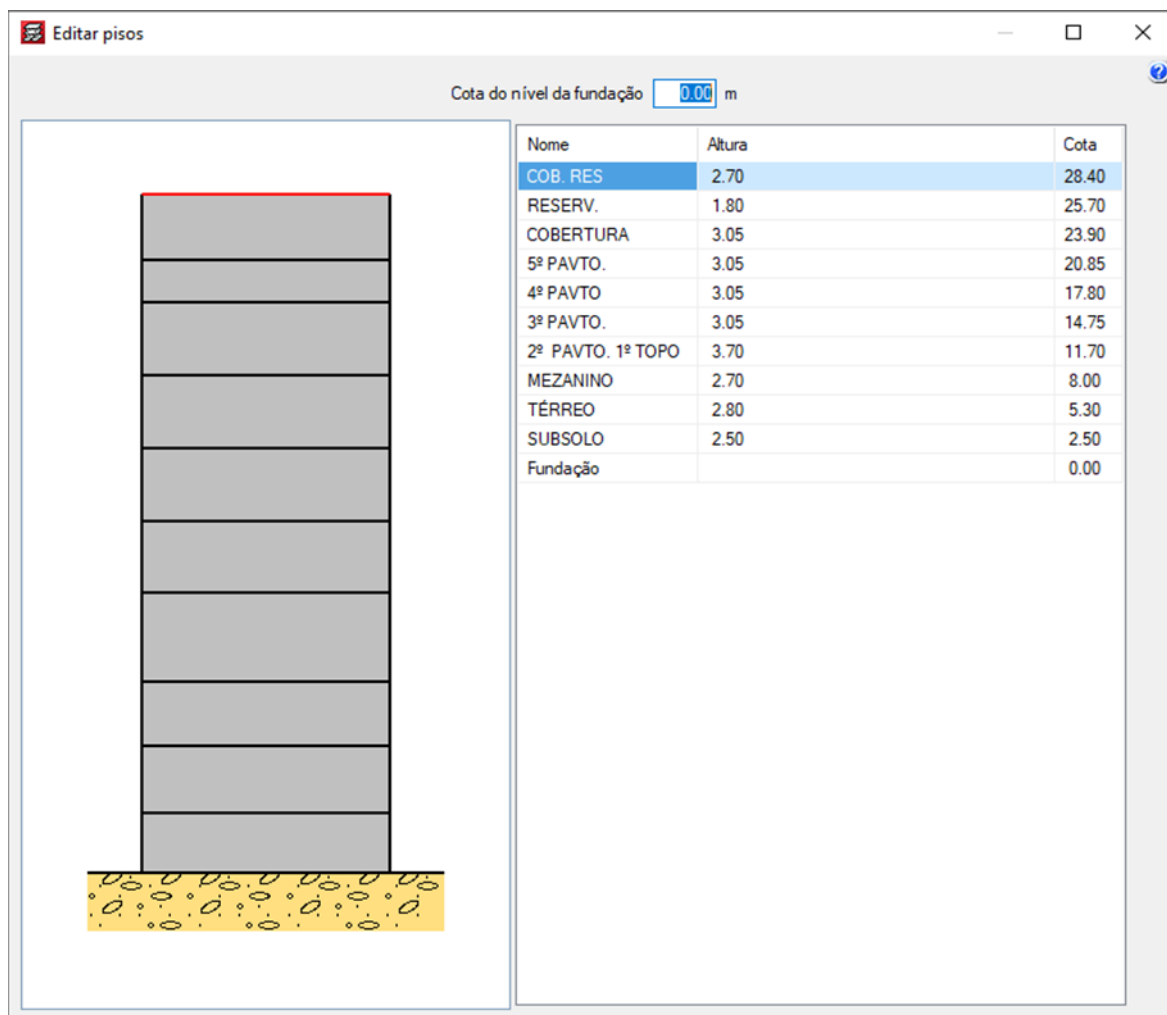 Editar pisos
Cota do nível da fundação 0.00 m
Nome Altura Cota
COB. RES 2.70 28.40
RESERV. 1.80 25.70
COBERTURA 3.05 23.90
5º PAVTO. 3.05 20.85
4º PAVTO 3.05 17.80
3º PAVTO. 3.05 14.75
2º PAVTO. 1º TOPO 3.70 11.70
MEZANINO 2.70 8.00
TÉRREO 2.80 5.30
SUBSOLO 2.50 2.50
Fundação 0.00